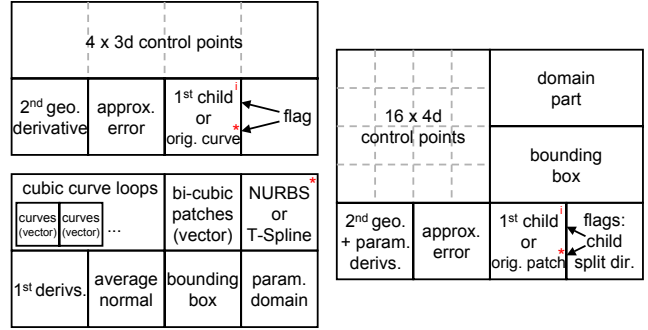 4 x 3d control points
2nd geo.
derivative
approx.
error
1st child i
or
orig. curve *
flag
cubic curve loops
curves
(vector)
curves
(vector)
...
bi-cubic
patches
(vector)
NURBS *
or
T-Spline
1st derivs.
average
normal
bounding
box
param.
domain
16 x 4d
control points
domain
part
bounding
box
2nd geo.
+ param.
derivs.
approx.
error
1st child i
or
orig. patch *
flags:
child
split dir.